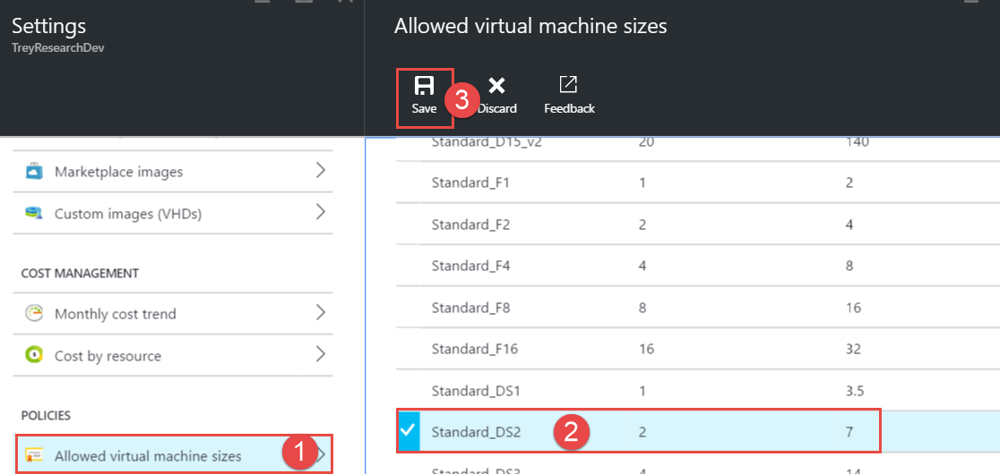 Settings
TreyResearchDev
Marketplace images
Custom images (VHDs)
COST MANAGEMENT
Monthly cost trend
Cost by resource
POLICIES
Allowed virtual machine sizes 1
Allowed virtual machine sizes
Save 3 Discard Feedback
Standard_D15_v2 20 140
Standard_F1 1 2
Standard_F2 2 4
Standard_F4 4 8
Standard_F8 8 16
Standard_F16 16 32
Standard_DS1 1 3.5
Standard_DS2 2 2 7
Standard_DS3 4 14